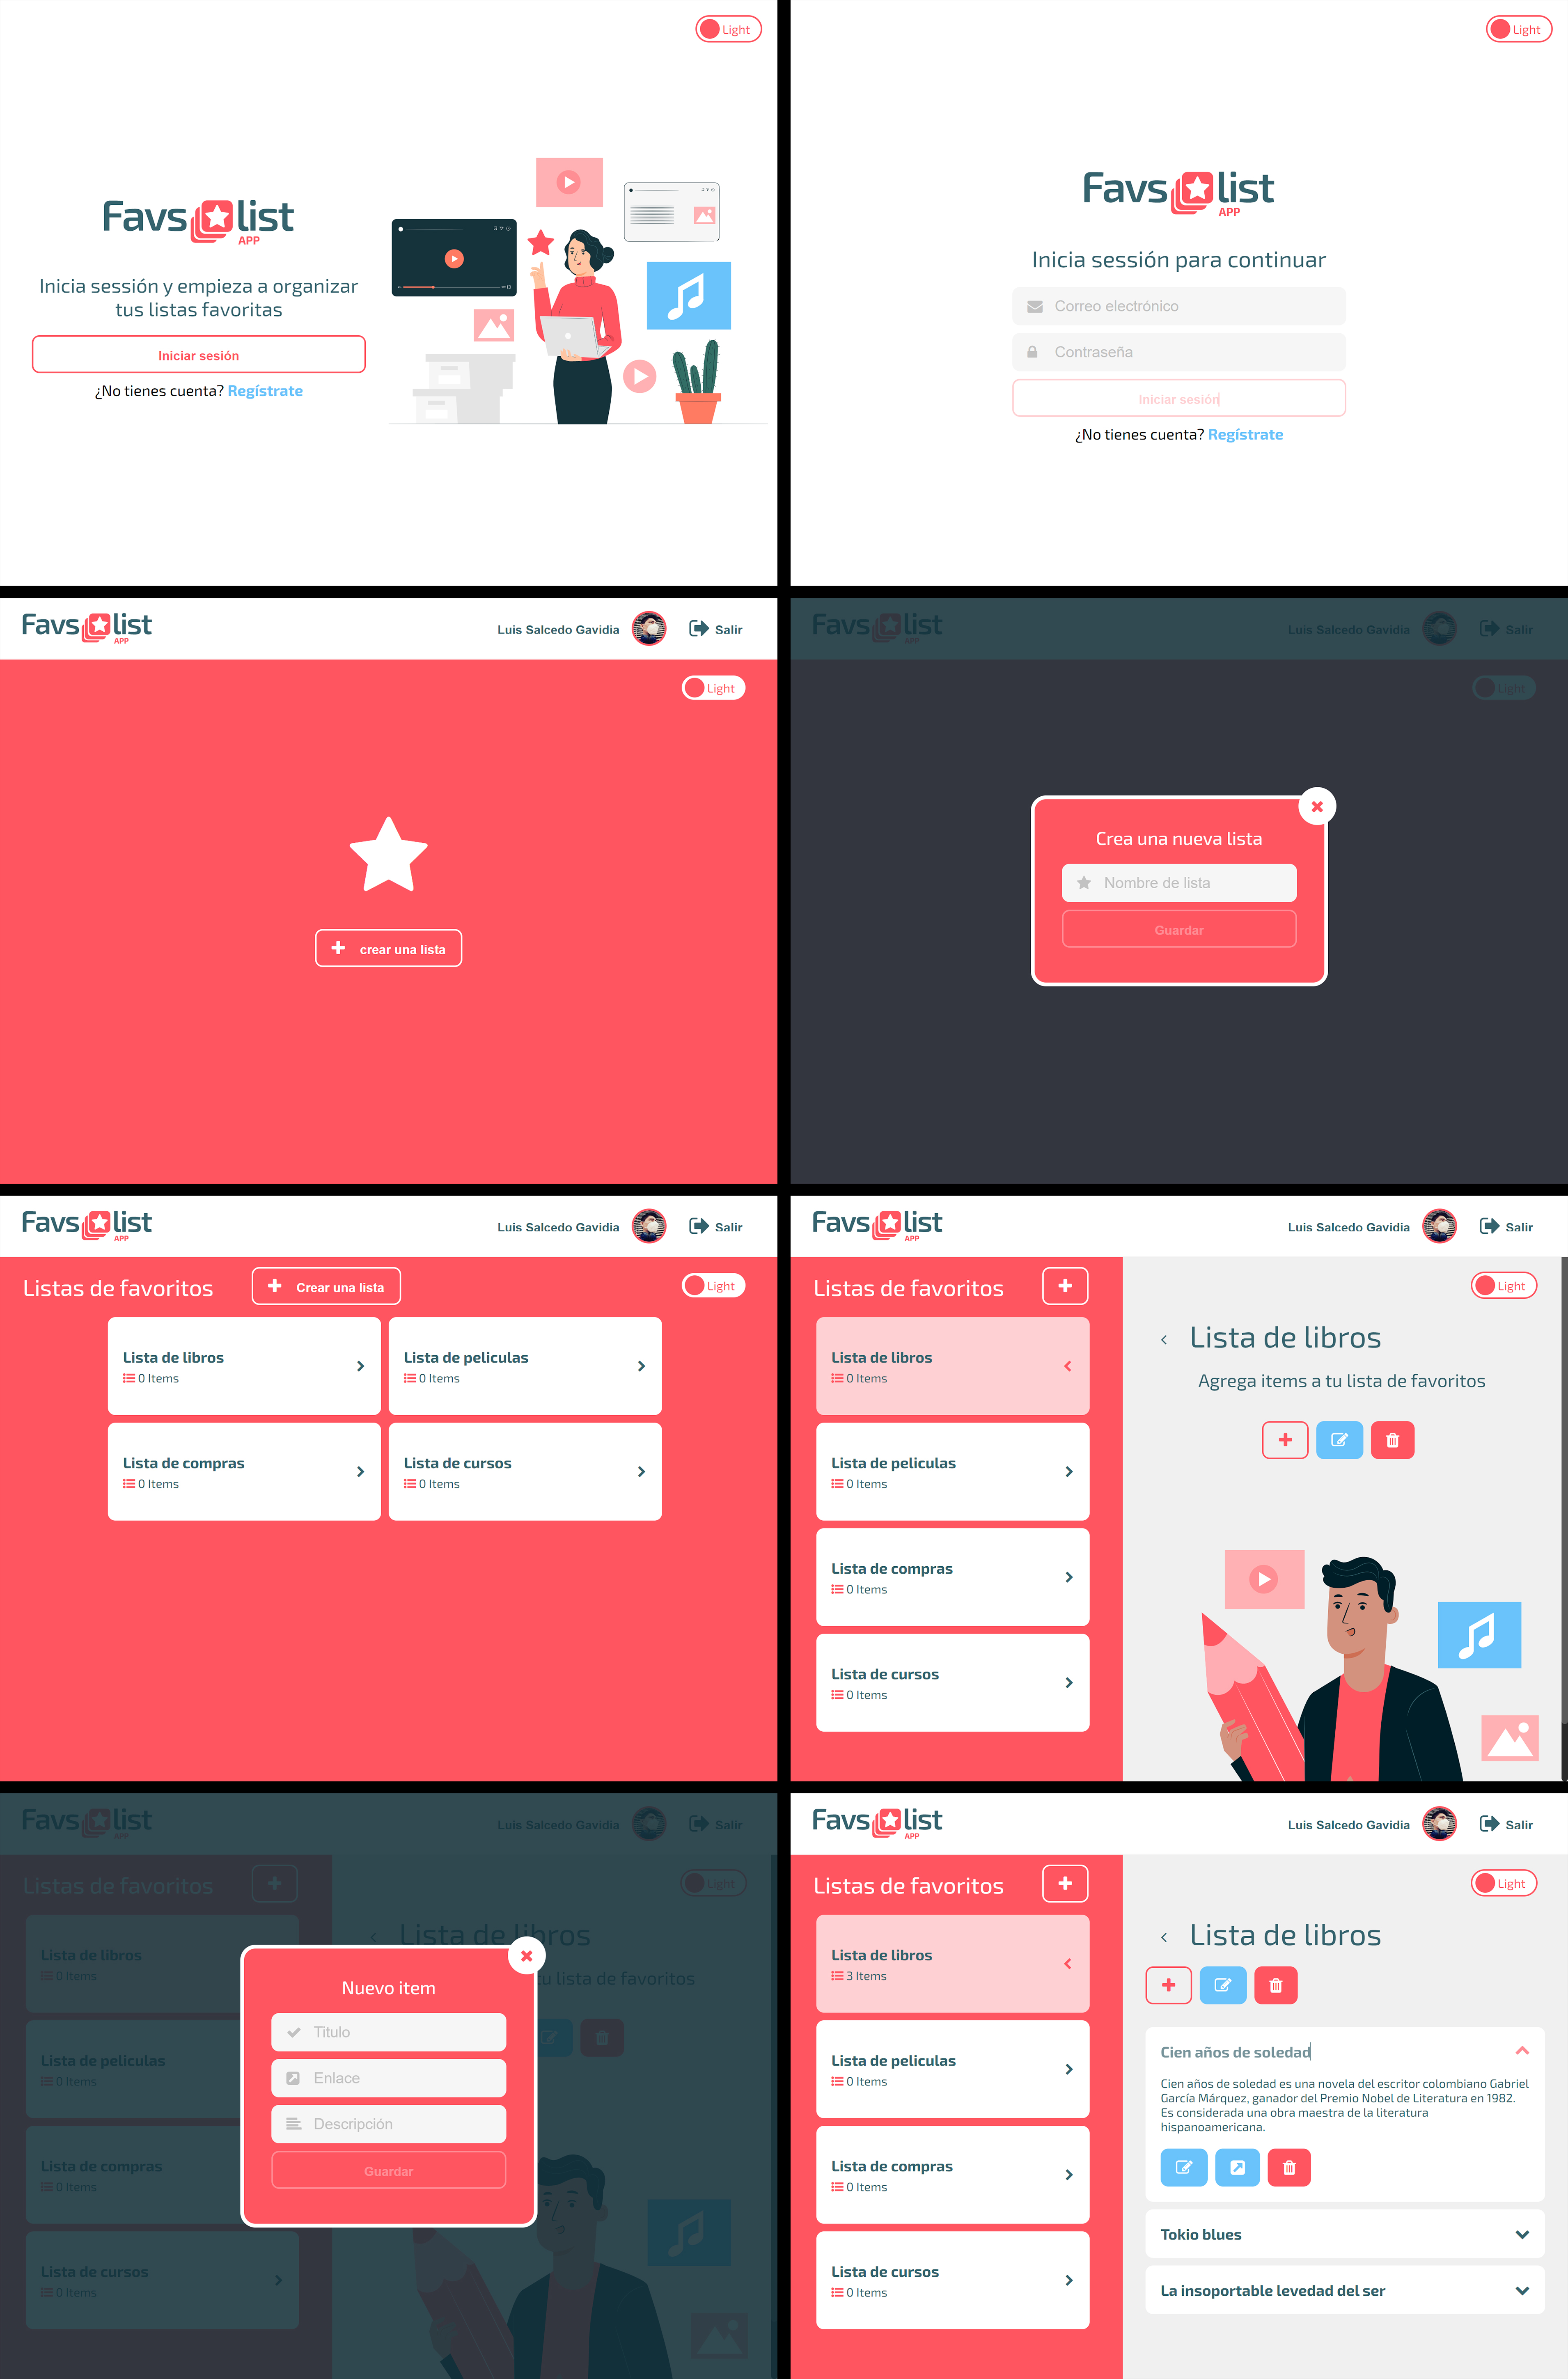 Light
Favs list
APP
Inicia sessión y empieza a organizar
tus listas favoritas
Iniciar sesión
¿No tienes cuenta? Regístrate
Light
Favs list
APP
Inicia sessión para continuar
Correo electrónico
Contraseña
Iniciar sesión
¿No tienes cuenta? Regístrate
Favs list
APP
Luis Salcedo Gavidia
Salir
Light
crear una lista
Favs list
APP
Luis Salcedo Gavidia
Salir
Light
Crea una nueva lista
Nombre de lista
Guardar
Favs list
APP
Luis Salcedo Gavidia
Salir
Listas de favoritos
Crear una lista
Light
Lista de libros
0 Items
Lista de peliculas
0 Items
Lista de compras
0 Items
Lista de cursos
0 Items
Favs list
APP
Luis Salcedo Gavidia
Salir
Listas de favoritos
Lista de libros
0 Items
Lista de peliculas
0 Items
Lista de compras
0 Items
Lista de cursos
0 Items
Light
Lista de libros
Agrega items a tu lista de favoritos
Favs list
APP
Luis Salcedo Gavidia
Salir
Listas de favoritos
Light
Lista de libros
0 Items
Lista de peliculas
0 Items
Lista de compras
0 Items
Lista de cursos
0 Items
Lista de libros
tu lista de favoritos
Nuevo item
Titulo
Enlace
Descripción
Guardar
Favs list
APP
Luis Salcedo Gavidia
Salir
Listas de favoritos
Lista de libros
3 Items
Lista de peliculas
0 Items
Lista de compras
0 Items
Lista de cursos
0 Items
Light
Lista de libros
Cien años de soledad
Cien años de soledad es una novela del escritor colombiano Gabriel
García Márquez, ganador del Premio Nobel de Literatura en 1982.
Es considerada una obra maestra de la literatura
hispanoamericana.
Tokio blues
La insoportable levedad del ser